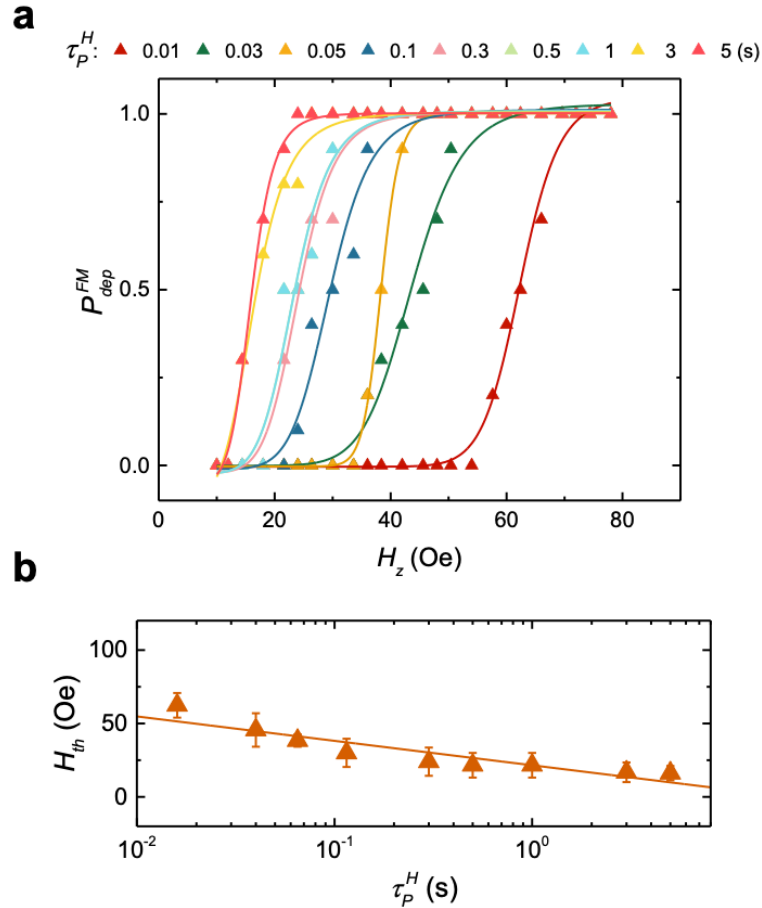 a
τ_P^H: 0.01 0.03 0.05 0.1 0.3 0.5 1 3 5 (s)
1.0
0.5
0.0
P_dep^FM
0 20 40 60 80
H_z (Oe)
b
100
50
0
H_th (Oe)
10^-2 10^-1 10^0
τ_P^H (s)